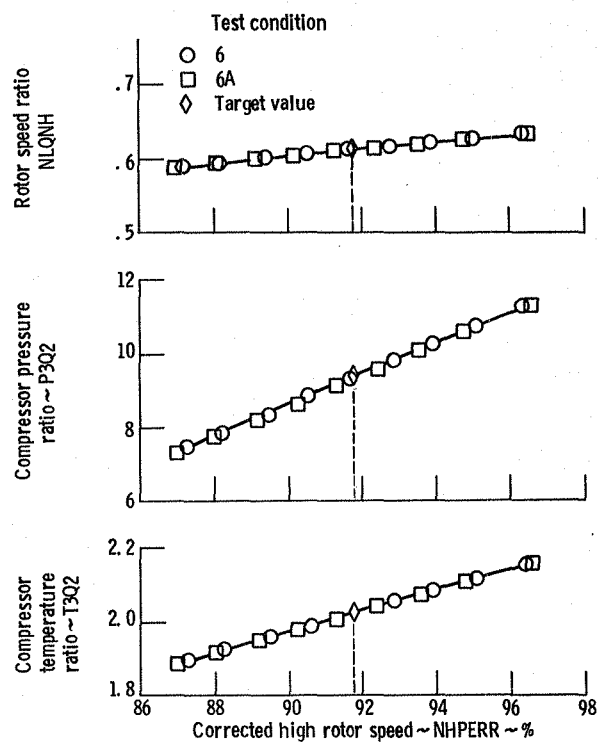 Test condition
6
6A
Target value
Rotor speed ratio
NLQNH
.7
.6
.5
Compressor pressure
ratio ~ P3Q2
12
10
8
6
Compressor
temperature
ratio ~ T3Q2
2.2
2.0
1.8
86 88 90 92 94 96 98
Corrected high rotor speed ~ NHPERR ~ %